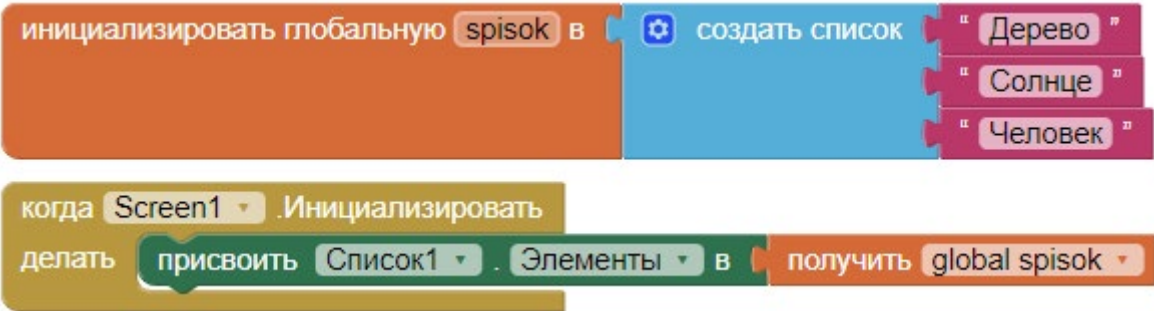 инициализировать глобальную spisok в создать список " Дерево "
" Солнце "
" Человек "
когда Screen1 .Инициализировать
делать присвоить Список1 . Элементы в получить global spisok